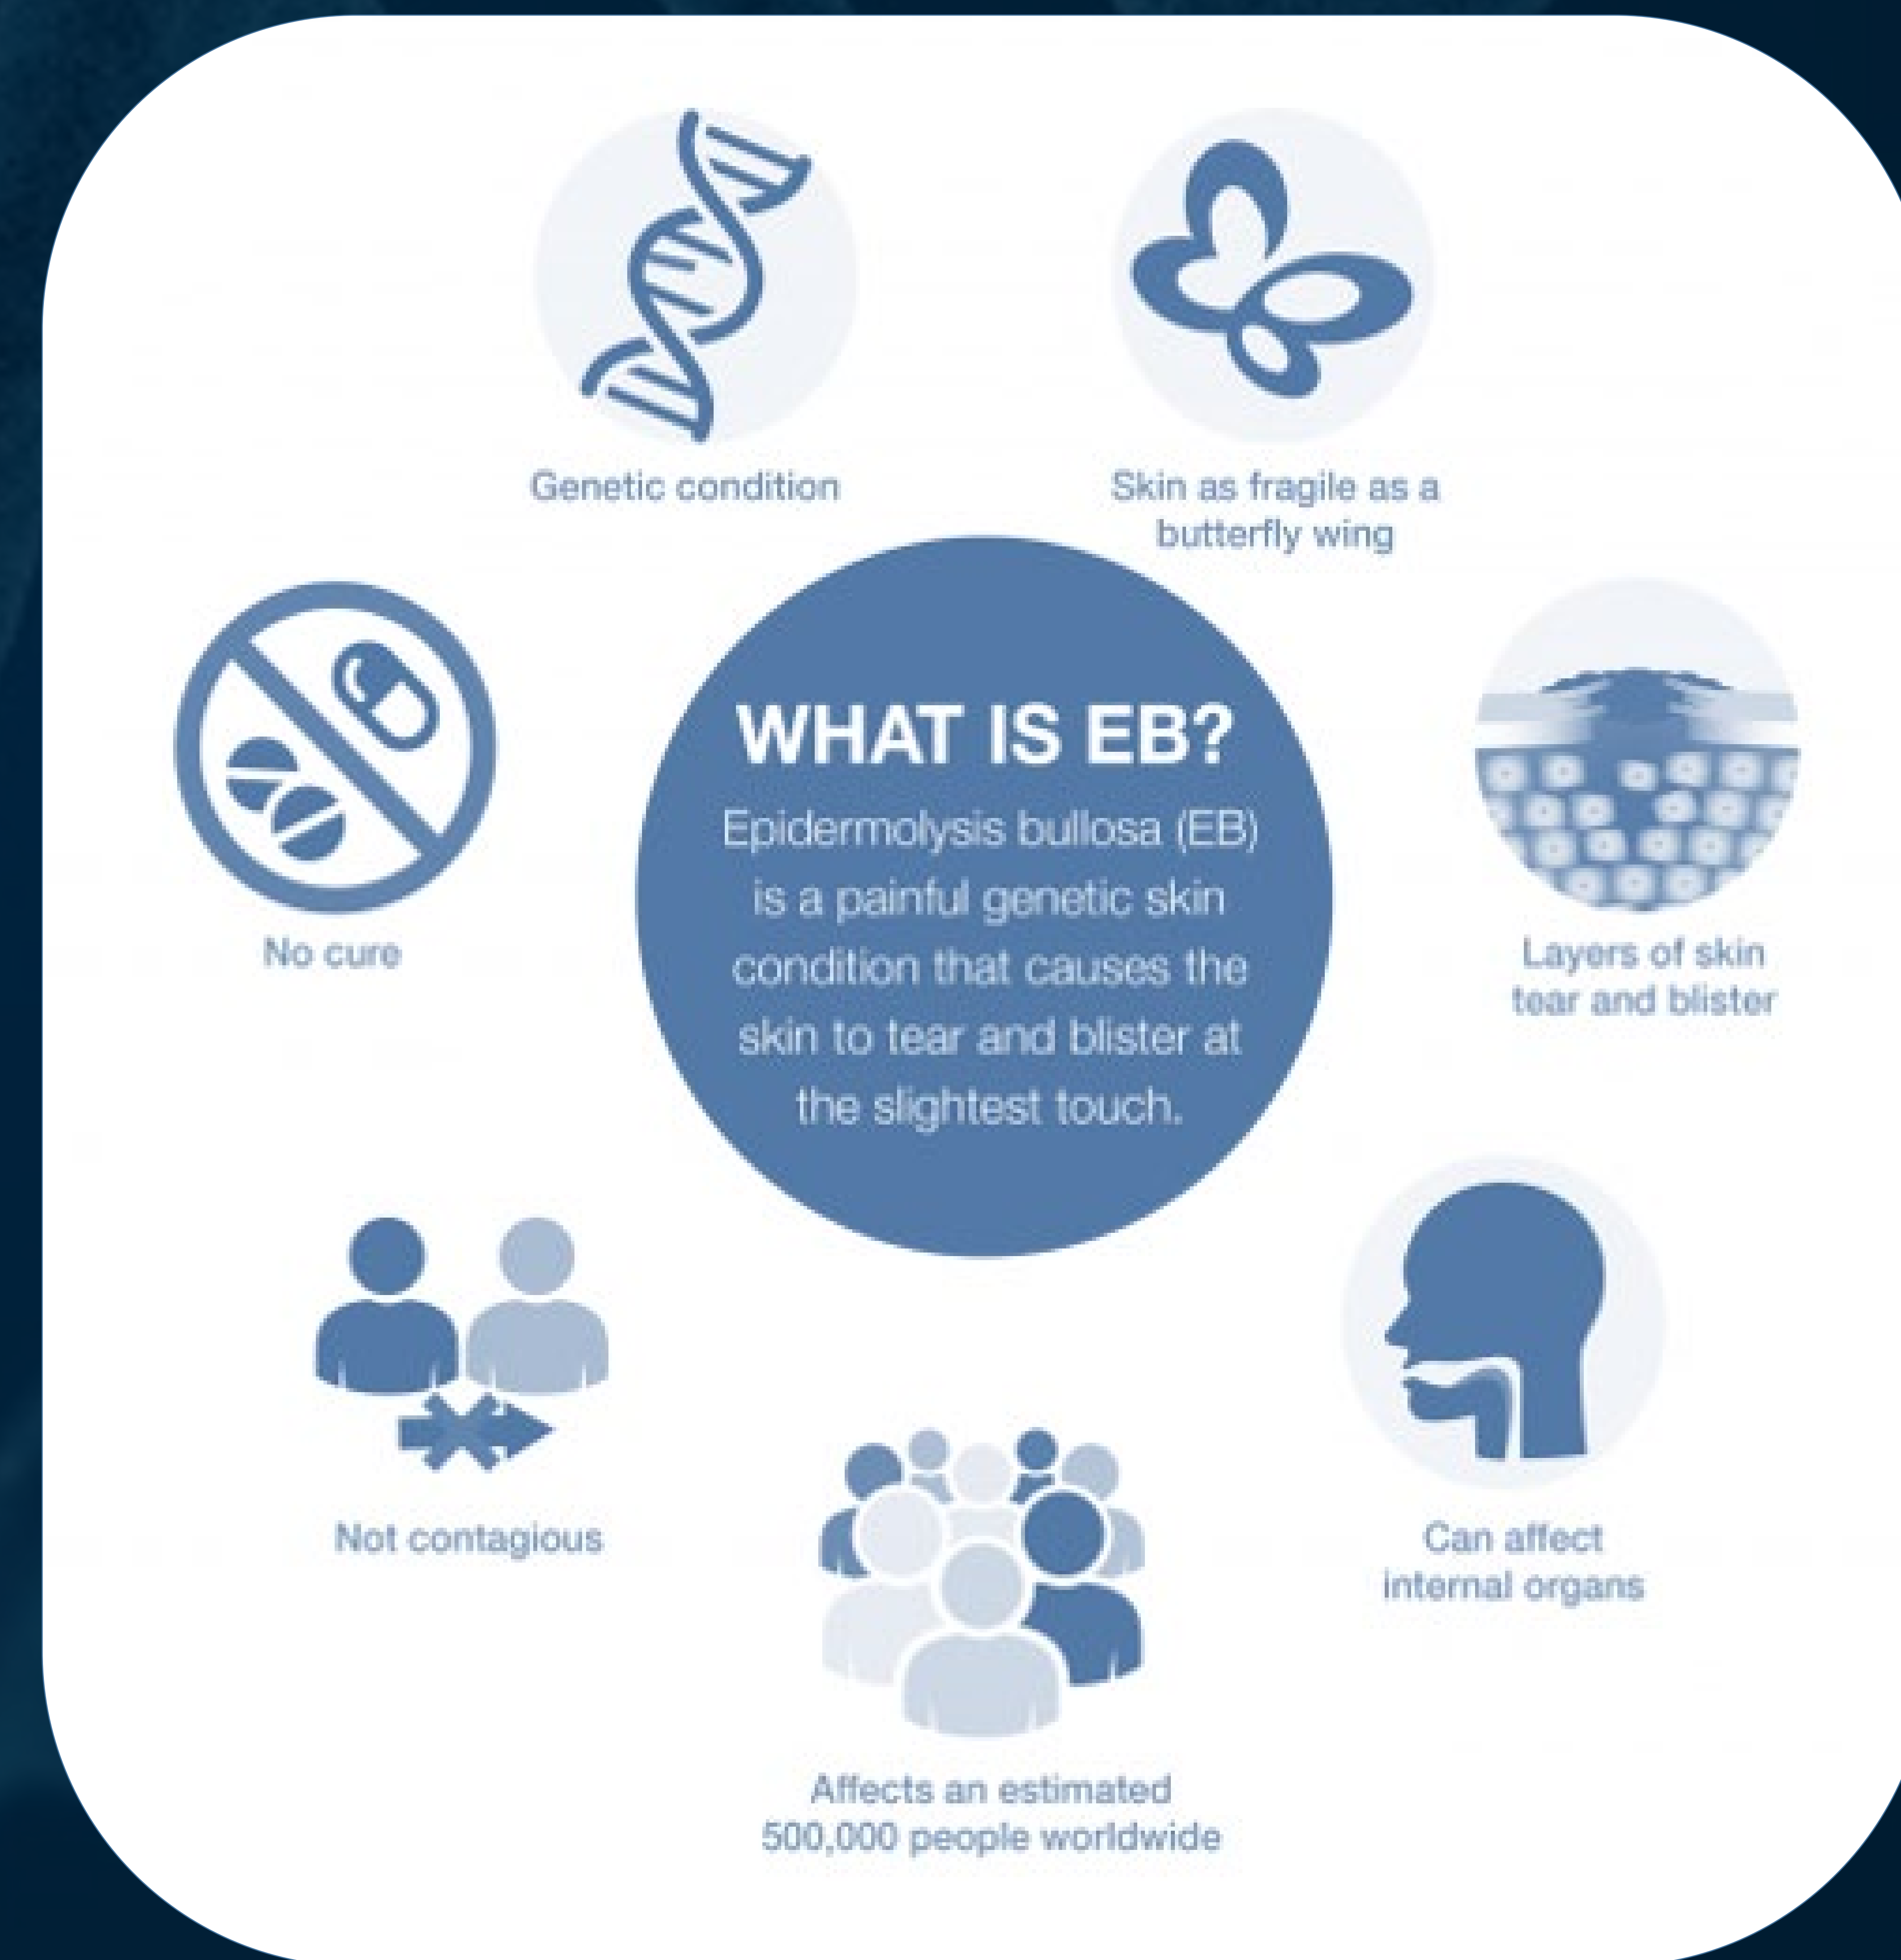 Genetic condition
Skin as fragile as a
butterfly wing
No cure
WHAT IS EB?
Epidermolysis bullosa (EB)
is a painful genetic skin
condition that causes the
skin to tear and blister at
the slightest touch.
Layers of skin
tear and blister
Not contagious
Can affect
internal organs
Affects an estimated
500,000 people worldwide